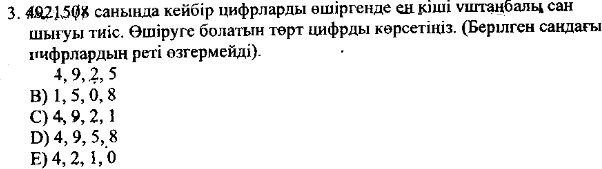 3. 4921508 санында кейбір цифрларды өшіргенде ең кіші үштаңбалы сан
шығуы тиіс. Өшіруге болатын төрт цифрды көрсетіңіз. (Берілген сандағы
цифрлардың реті өзгермейді).
4, 9, 2, 5
B) 1, 5, 0, 8
C) 4, 9, 2, 1
D) 4, 9, 5, 8
E) 4, 2, 1, 0